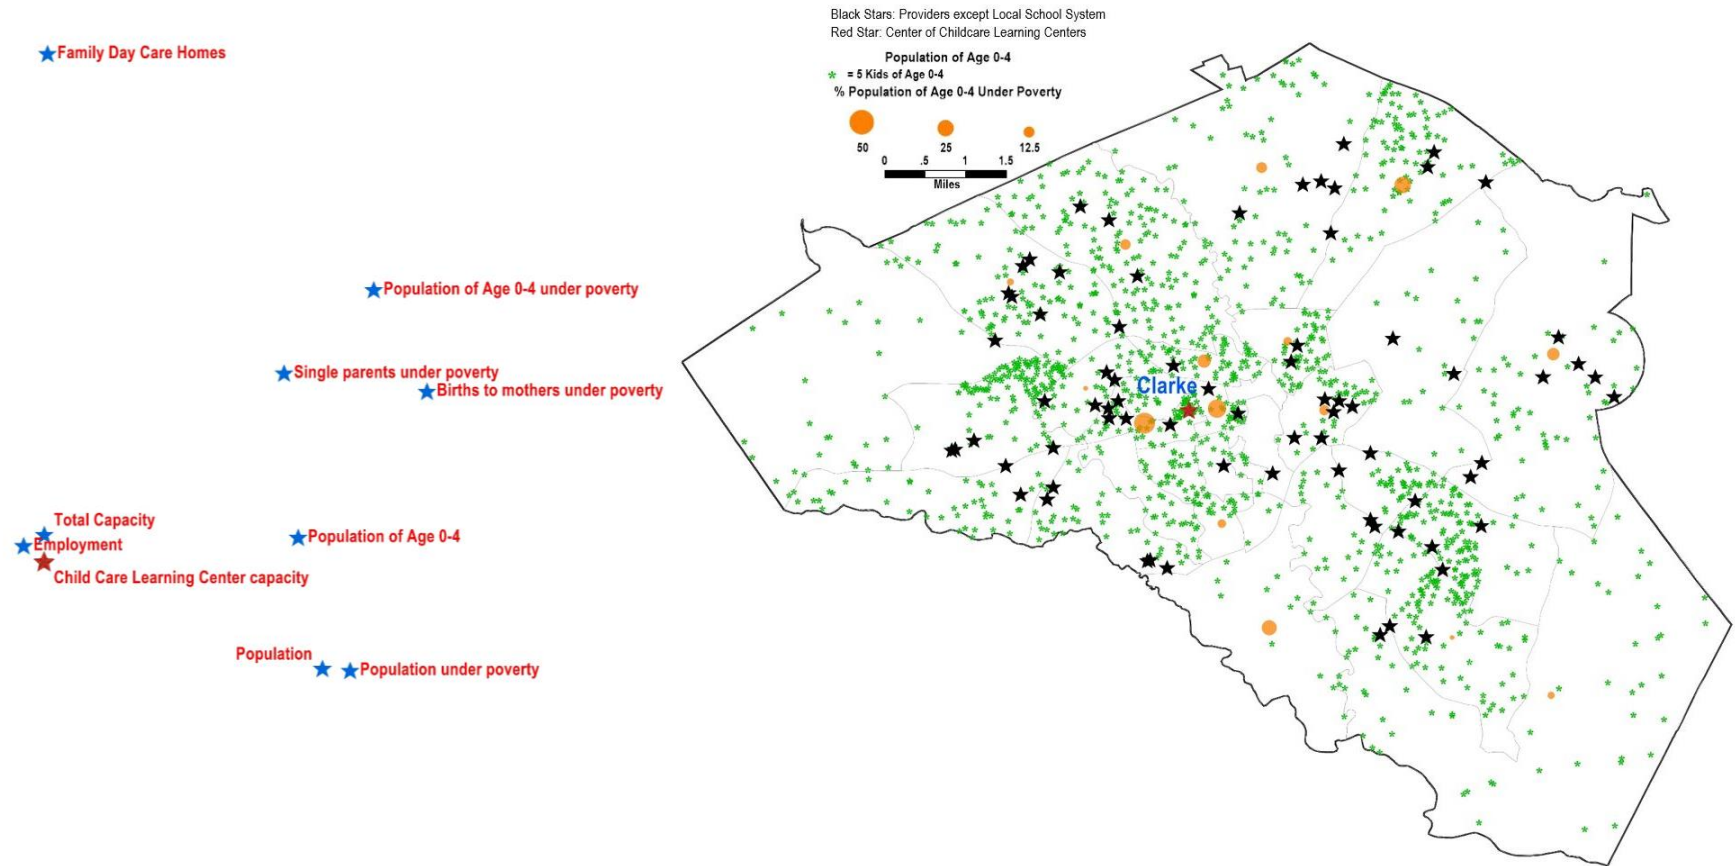 Black Stars: Providers except Local School System
Red Star: Center of Childcare Learning Centers
Population of Age 0-4
= 5 Kids of Age 0-4
% Population of Age 0-4 Under Poverty
50 25 12.5
0 .5 1 1.5
Miles
Family Day Care Homes
Population of Age 0-4 under poverty
Single parents under poverty
Births to mothers under poverty
Total Capacity
Employment
Population of Age 0-4
Child Care Learning Center capacity
Population
Population under poverty
Clarke